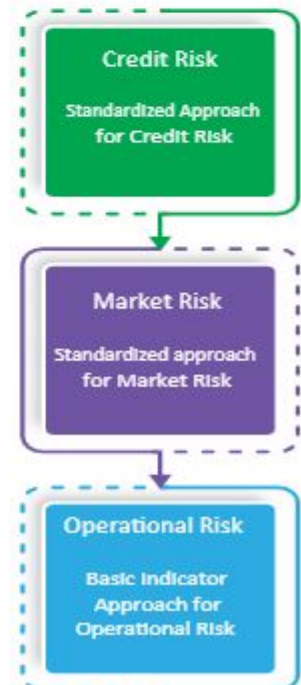 Credit Risk
Standardized Approach
for Credit Risk
Market Risk
Standardized approach
for Market Risk
Operational Risk
Basic Indicator
Approach for
Operational Risk